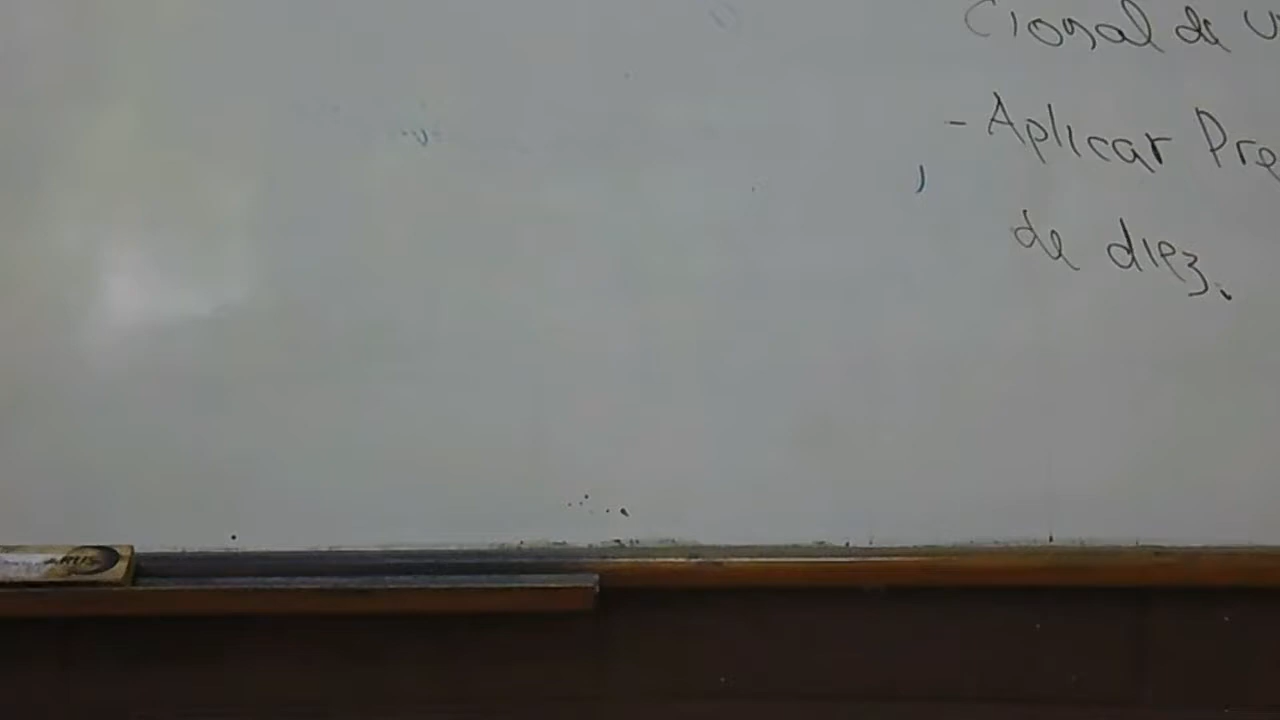 cional de
- Aplicar Pre
de diez.